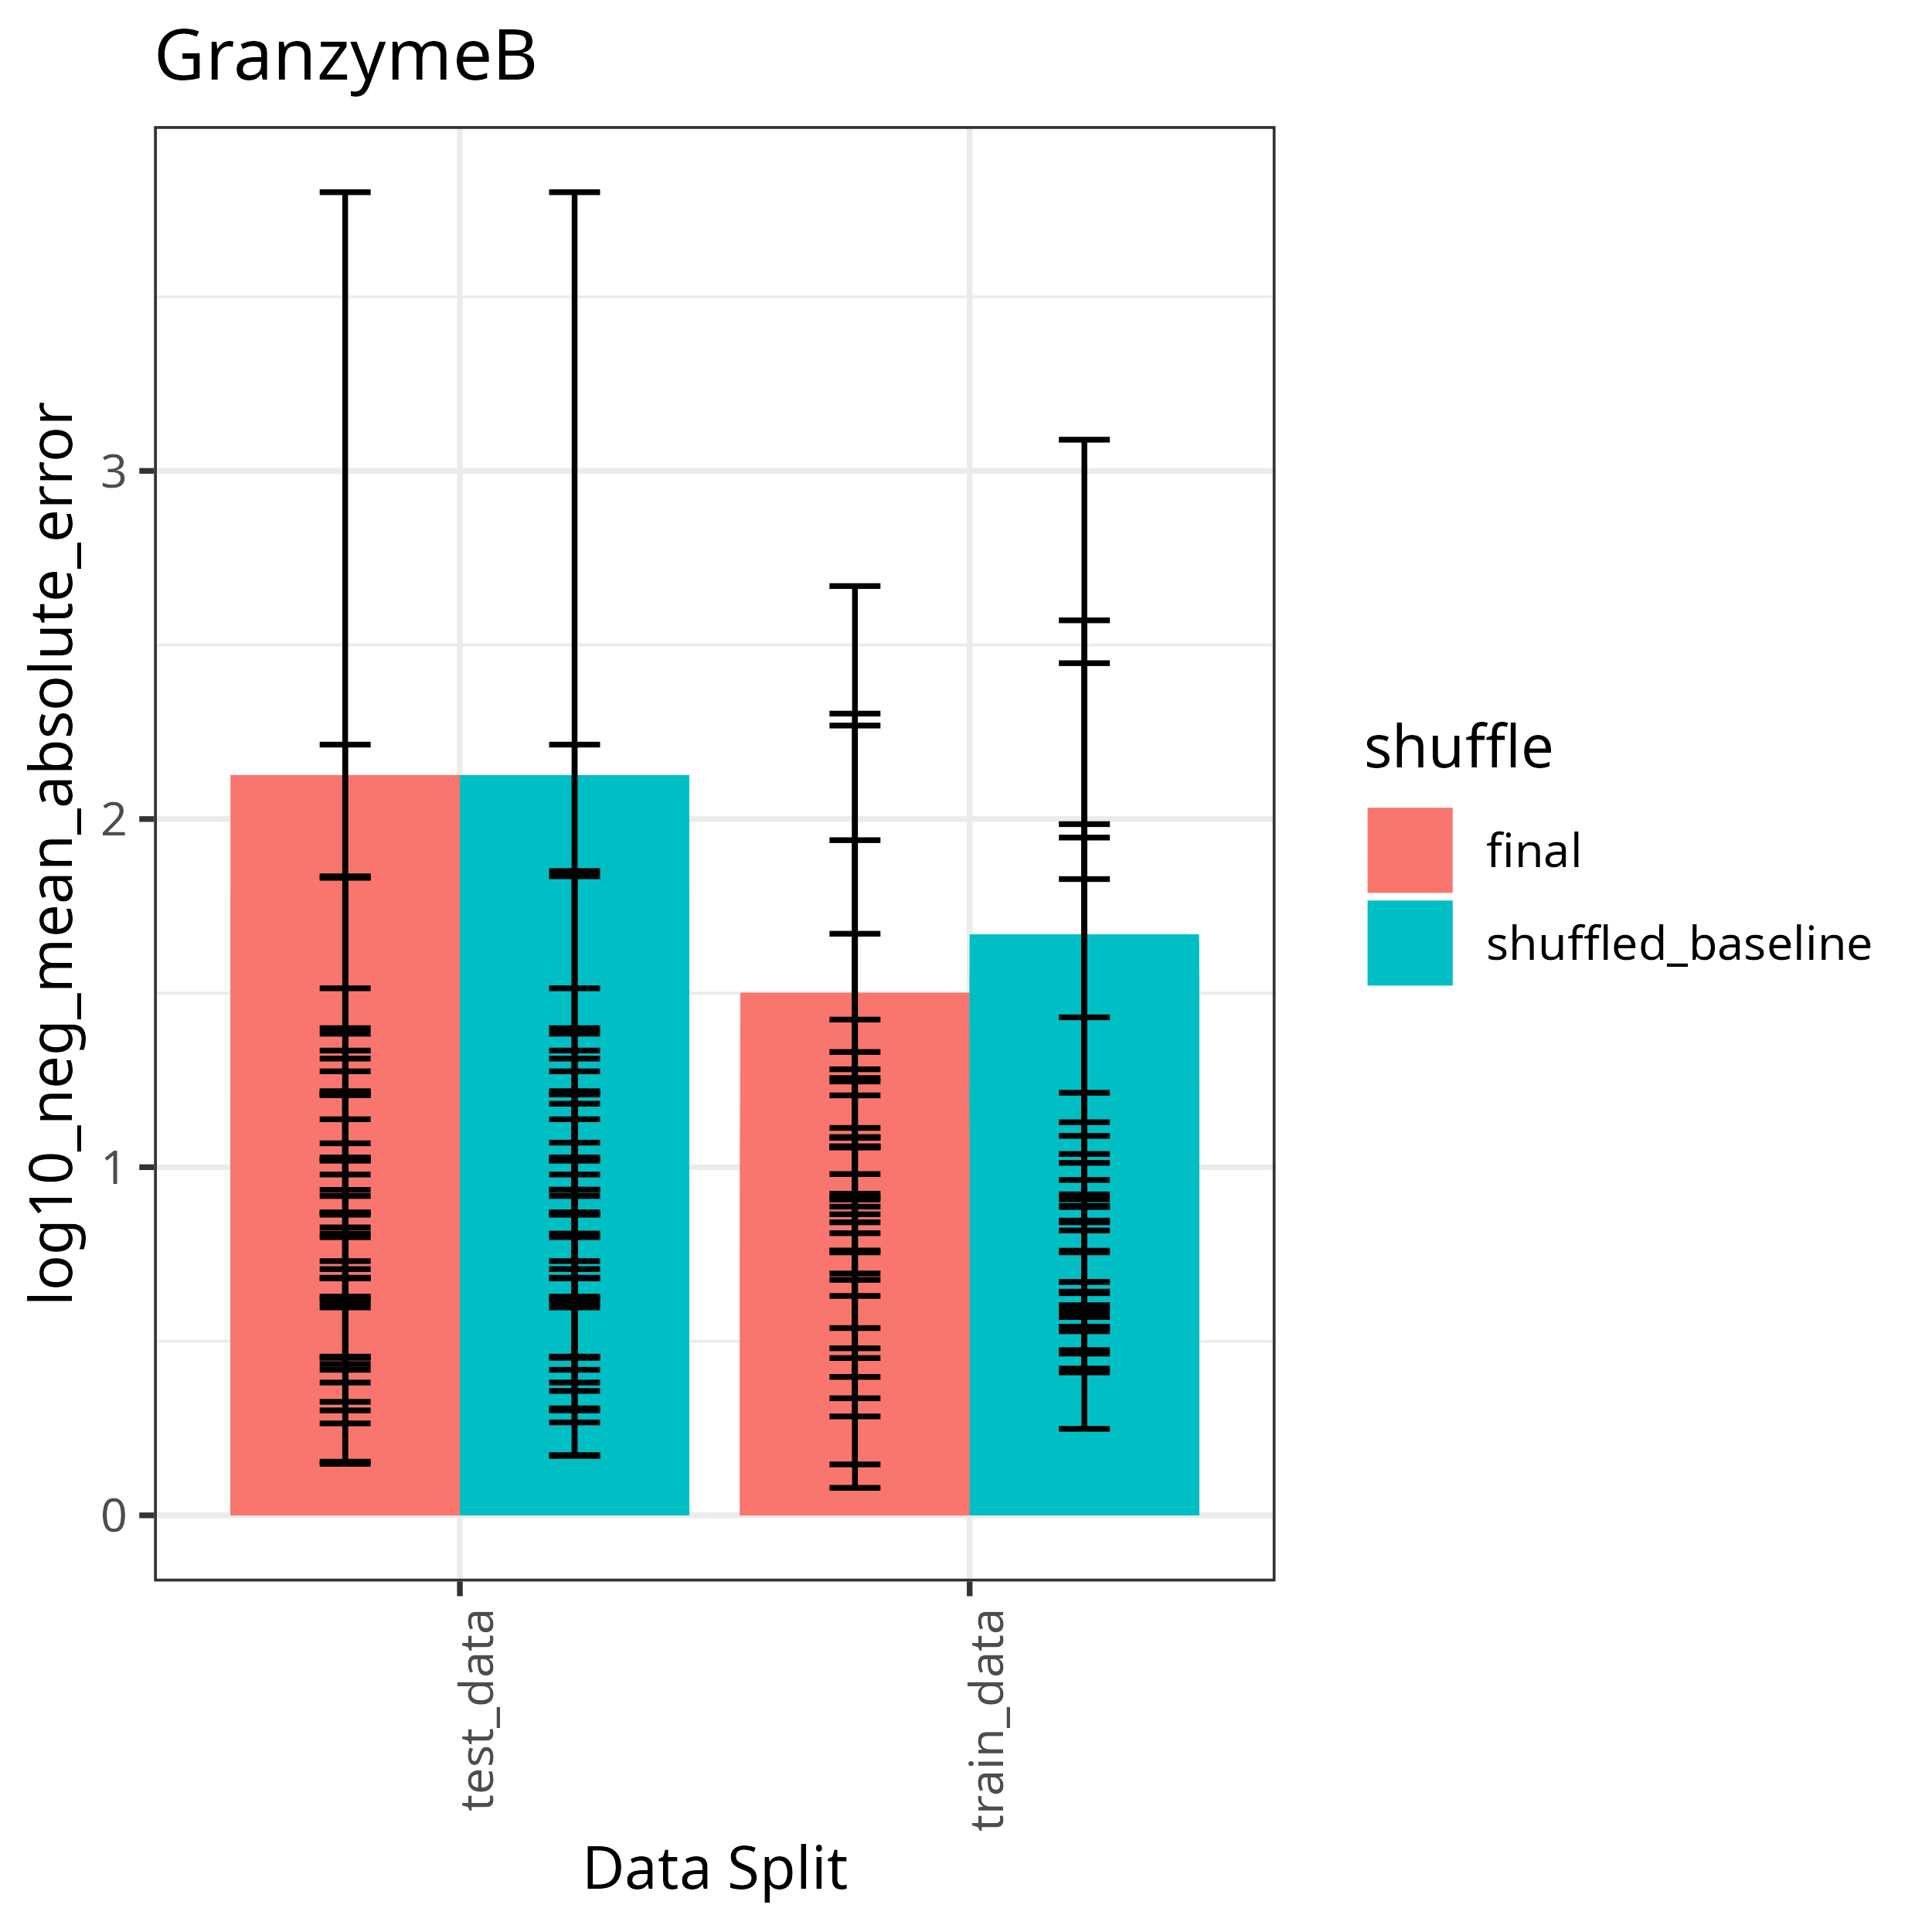 GranzymeB
log10_neg_mean_absolute_error
3
2
1
0
test_data
train_data
Data Split
shuffle
final
shuffled_baseline